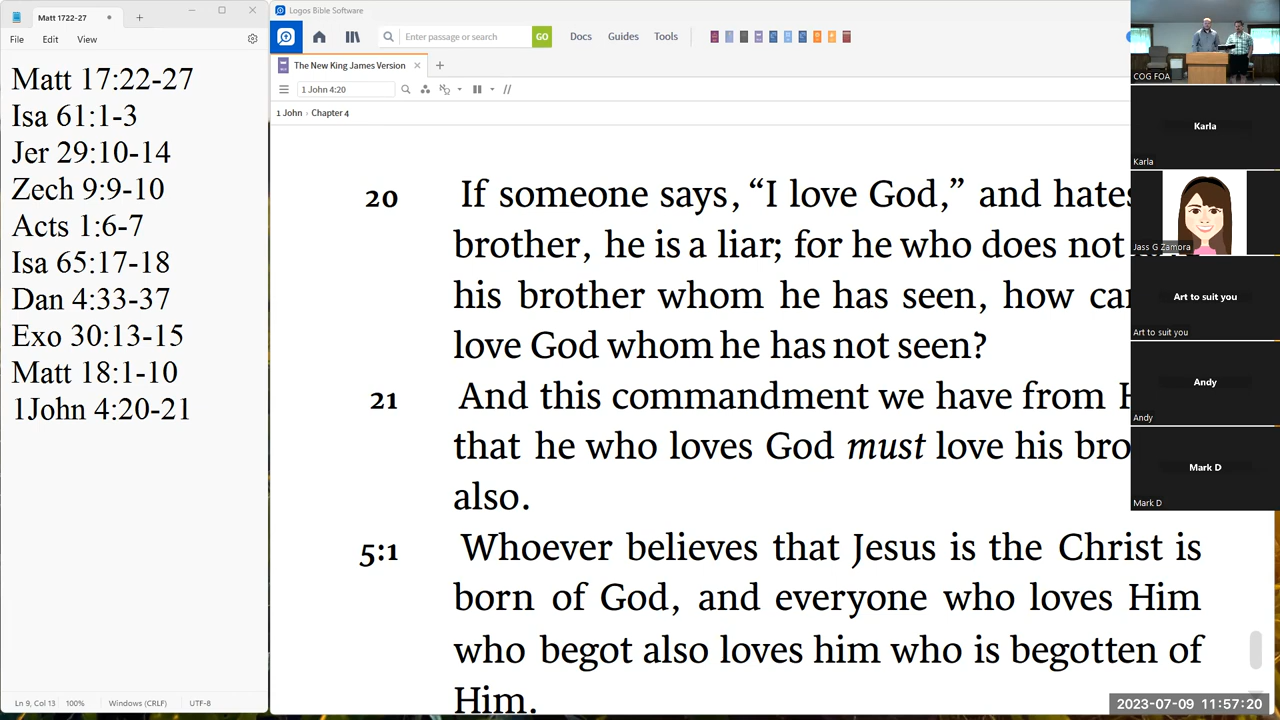 Matt 1722-27
File Edit View
Matt 17:22-27
Isa 61:1-3
Jer 29:10-14
Zech 9:9-10
Acts 1:6-7
Isa 65:17-18
Dan 4:33-37
Exo 30:13-15
Matt 18:1-10
1John 4:20-21
Ln 9, Col 13 100% Windows (CRLF) UTF-8
Logos Bible Software
Enter passage or search GO Docs Guides Tools
The New King James Version
1 John 4:20
1 John › Chapter 4
20 If someone says, “I love God,” and hates
brother, he is a liar; for he who does not
his brother whom he has seen, how can
love God whom he has not seen?
21 And this commandment we have from
that he who loves God must love his bro
also.
5:1 Whoever believes that Jesus is the Christ is
born of God, and everyone who loves Him
who begot also loves him who is begotten of
Him.
COG FOA
Karla
Karla
Jass G Zamora
Art to suit you
Art to suit you
Andy
Andy
Mark D
Mark D
2023-07-09 11:57:20